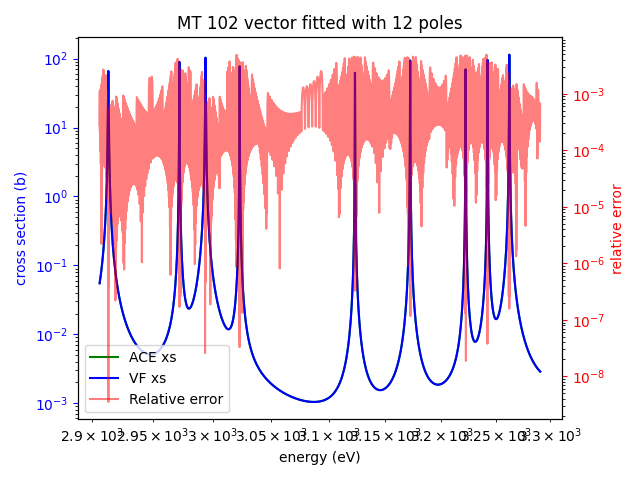 MT 102 vector fitted with 12 poles
cross section (b)
10²
10¹
10⁰
10⁻¹
10⁻²
10⁻³
ACE xs
VF xs
Relative error
10⁻³
10⁻⁴
10⁻⁵
10⁻⁶
10⁻⁷
10⁻⁸
relative error
2.9 × 10³ 2.95 × 10³ 3 × 10³ 3.05 × 10³ 3.1 × 10³ 3.15 × 10³ 3.2 × 10³ 3.25 × 10³ 3.3 × 10³
energy (eV)